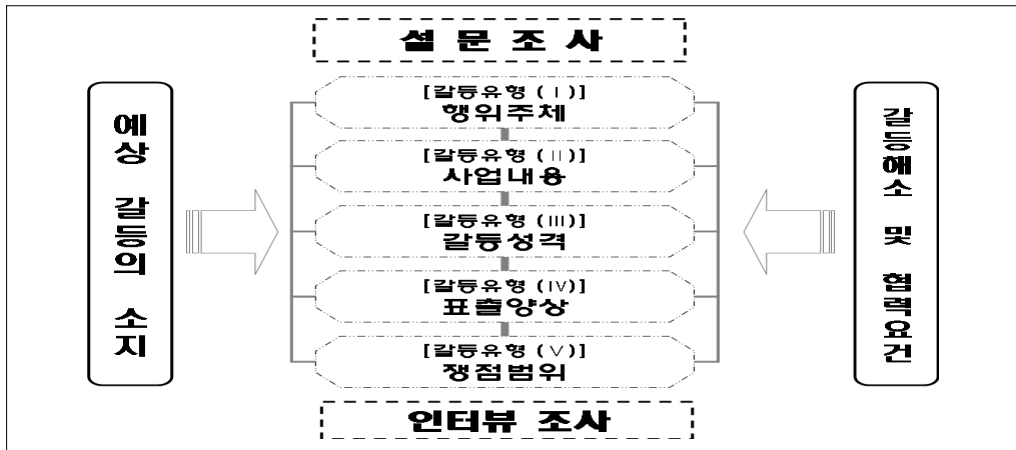 설 문 조 사
예상 갈등의 소지
[갈등유형 (Ⅰ)]
행위주체
[갈등유형 (Ⅱ)]
사업내용
[갈등유형 (Ⅲ)]
갈등성격
[갈등유형 (Ⅳ)]
표출양상
[갈등유형 (Ⅴ)]
쟁점범위
갈등해소 및 협력요건
인터뷰 조사